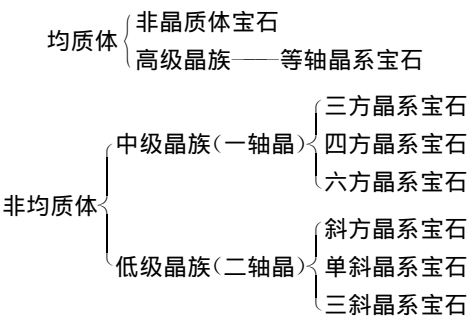 非晶质体宝石
均质体
高级晶族——等轴晶系宝石
三方晶系宝石
中级晶族(一轴晶) 四方晶系宝石
六方晶系宝石
非均质体
斜方晶系宝石
低级晶族(二轴晶) 单斜晶系宝石
三斜晶系宝石